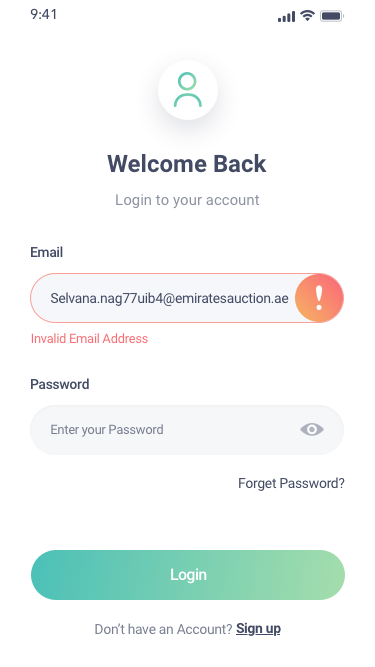 9:41
Welcome Back
Login to your account
Email
Selvana.nag77uib4@emiratesauction.ae
Invalid Email Address
Password
Enter your Password
Forget Password?
Login
Don't have an Account? Sign up